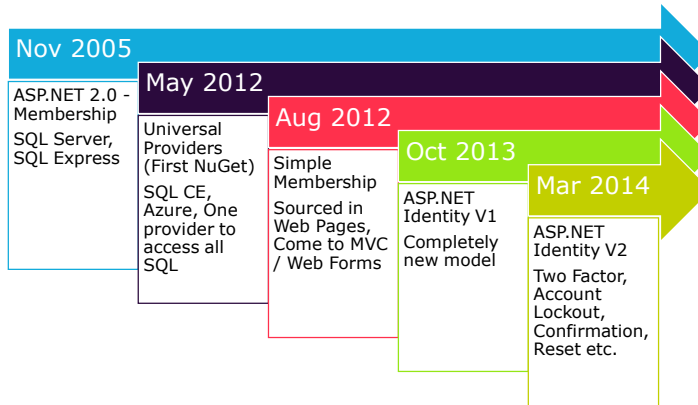 Nov 2005
ASP.NET 2.0 -
Membership
SQL Server,
SQL Express
May 2012
Universal
Providers
(First NuGet)
SQL CE,
Azure, One
provider to
access all
SQL
Aug 2012
Simple
Membership
Sourced in
Web Pages,
Come to MVC
/ Web Forms
Oct 2013
ASP.NET
Identity V1
Completely
new model
Mar 2014
ASP.NET
Identity V2
Two Factor,
Account
Lockout,
Confirmation,
Reset etc.